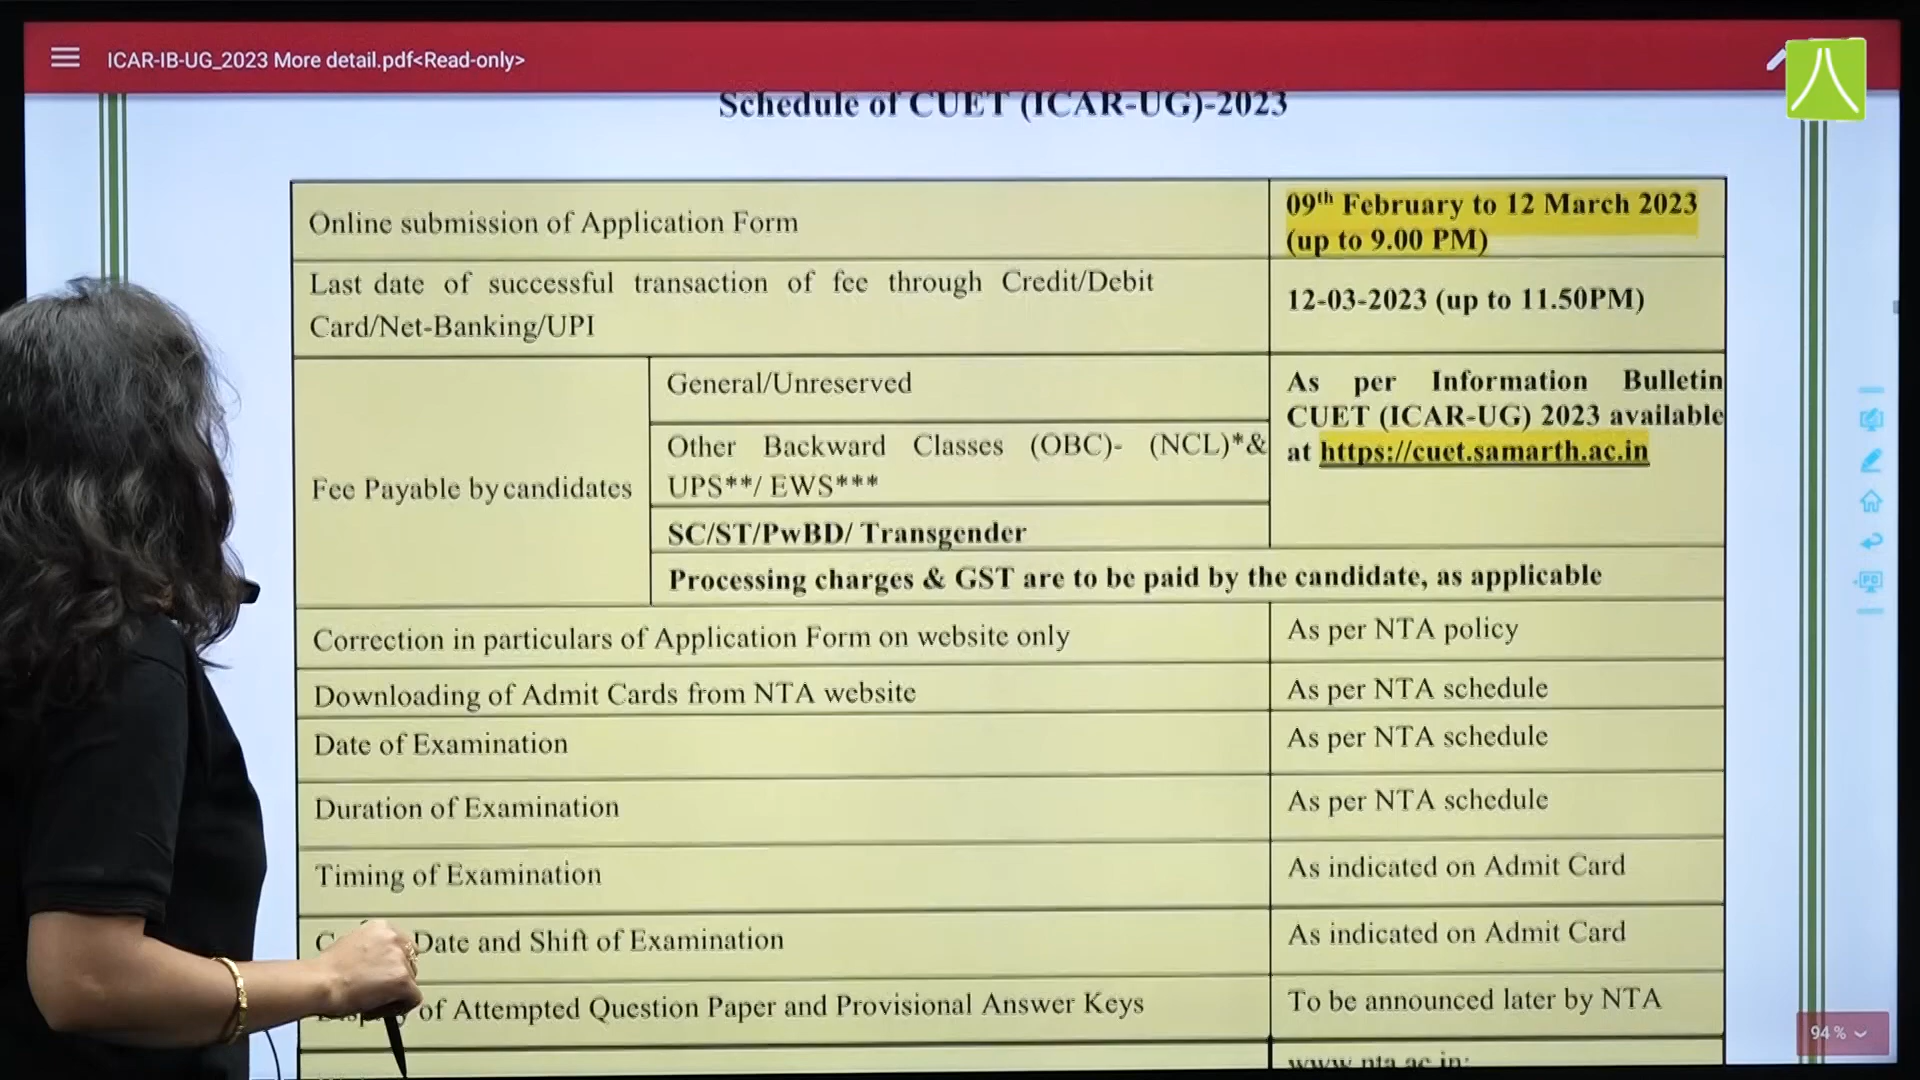 ICAR-IB-UG_2023 More detail.pdf<Read-only>
Schedule of CUET (ICAR-UG)-2023
Online submission of Application Form
09th February to 12 March 2023
(up to 9.00 PM)
Last date of successful transaction of fee through Credit/Debit
Card/Net-Banking/UPI
12-03-2023 (up to 11.50PM)
Fee Payable by candidates
General/Unreserved
As per Information Bulletin
CUET (ICAR-UG) 2023 available
at https://cuet.samarth.ac.in
Other Backward Classes (OBC)- (NCL)*&
UPS**/ EWS***
SC/ST/PwBD/ Transgender
Processing charges & GST are to be paid by the candidate, as applicable
Correction in particulars of Application Form on website only
As per NTA policy
Downloading of Admit Cards from NTA website
As per NTA schedule
Date of Examination
As per NTA schedule
Duration of Examination
As per NTA schedule
Timing of Examination
As indicated on Admit Card
Date and Shift of Examination
As indicated on Admit Card
of Attempted Question Paper and Provisional Answer Keys
To be announced later by NTA
www.nta.ac.in;
94 %